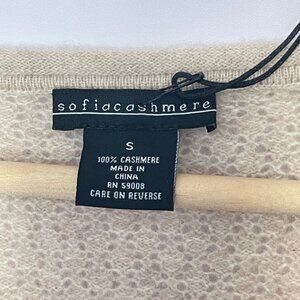 sofiacashmere
S
100% CASHMERE
MADE IN
CHINA
RN 59008
CARE ON REVERSE